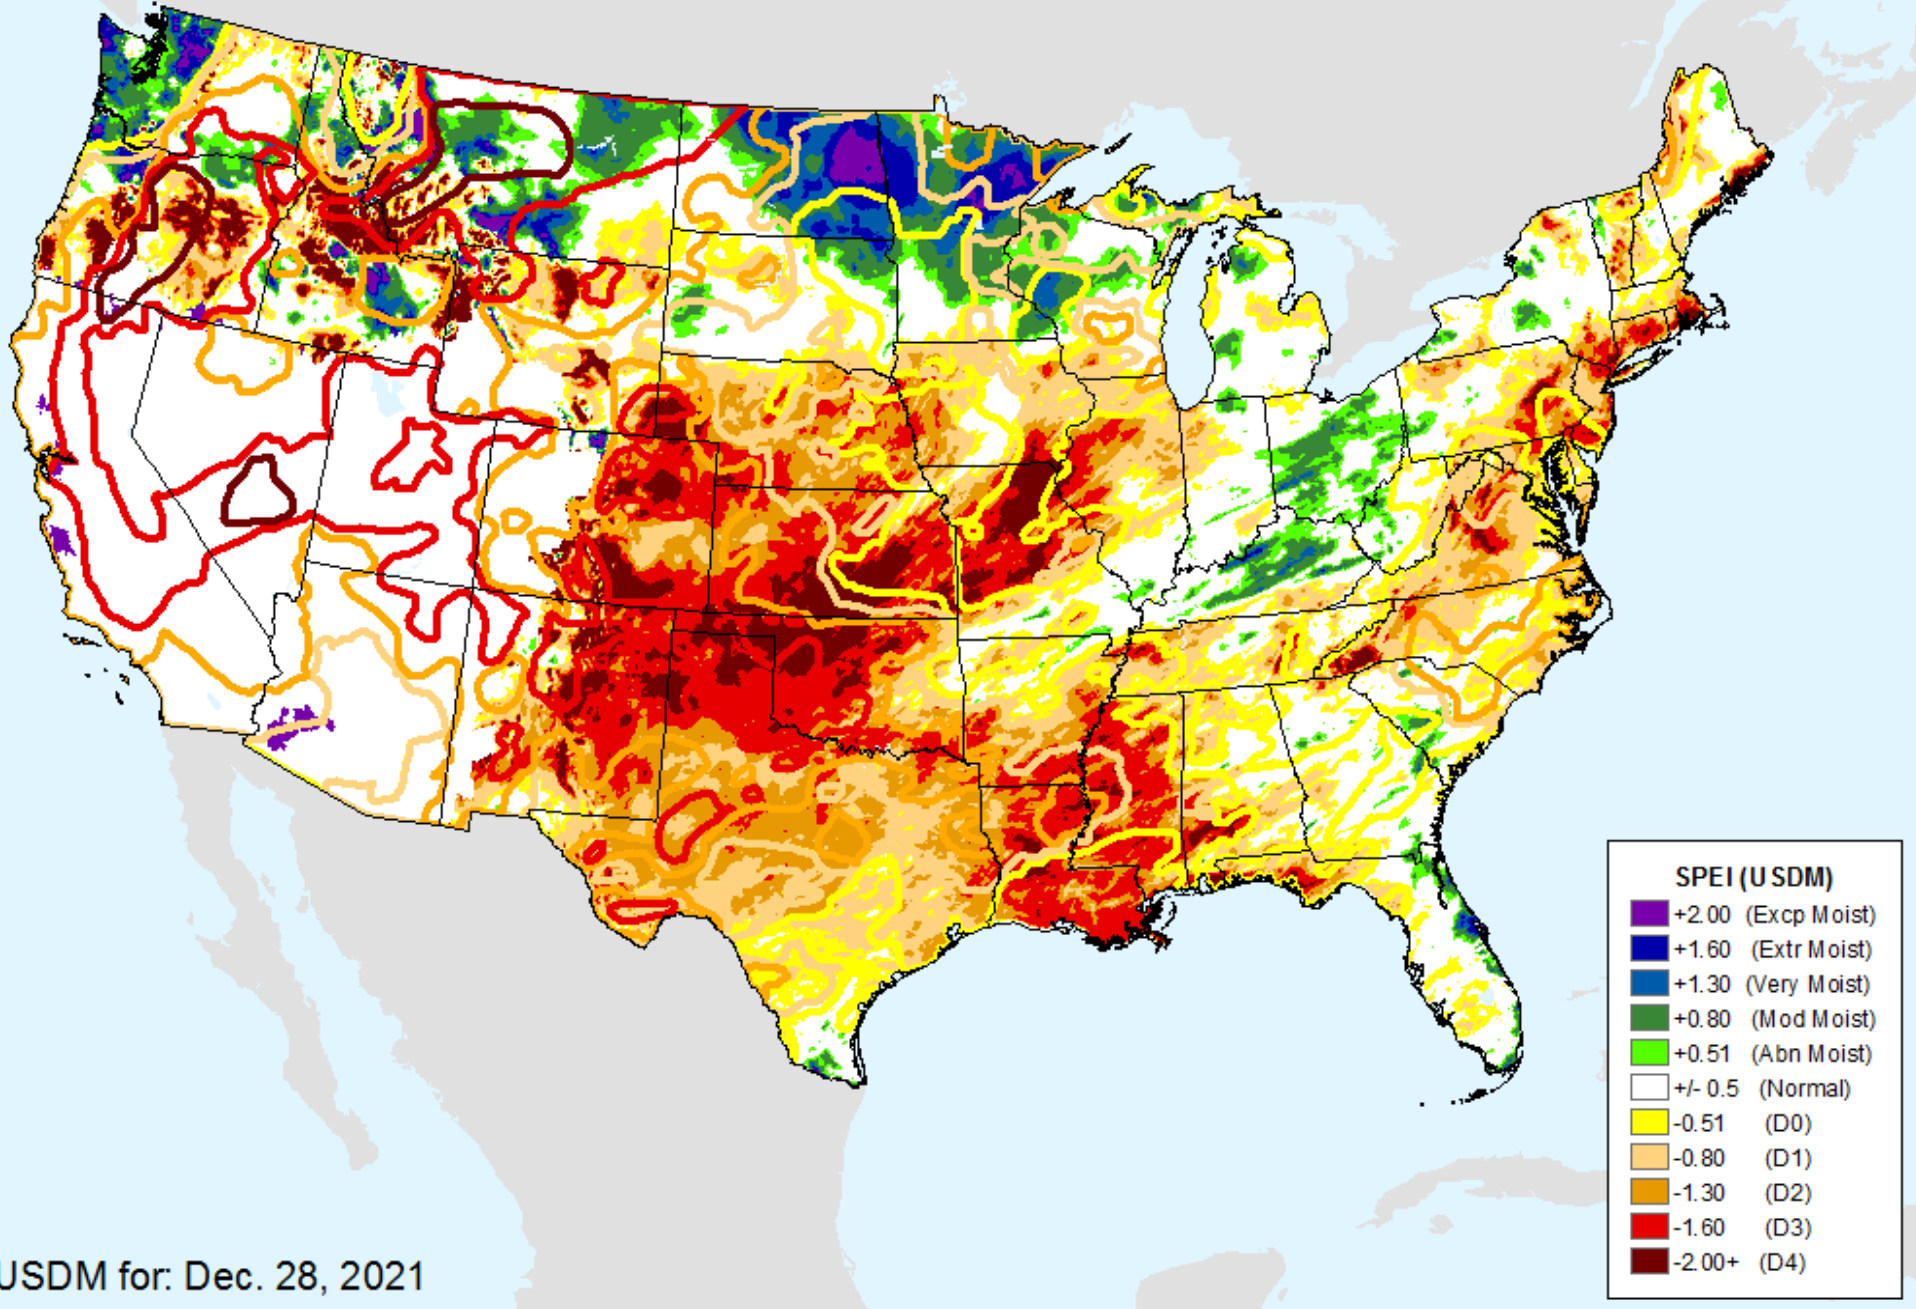 SPEI (USDM)
+2.00 (Excp Moist)
+1.60 (Extr Moist)
+1.30 (Very Moist)
+0.80 (Mod Moist)
+0.51 (Abn Moist)
+/- 0.5 (Normal)
-0.51 (D0)
-0.80 (D1)
-1.30 (D2)
-1.60 (D3)
-2.00+ (D4)
USDM for: Dec. 28, 2021